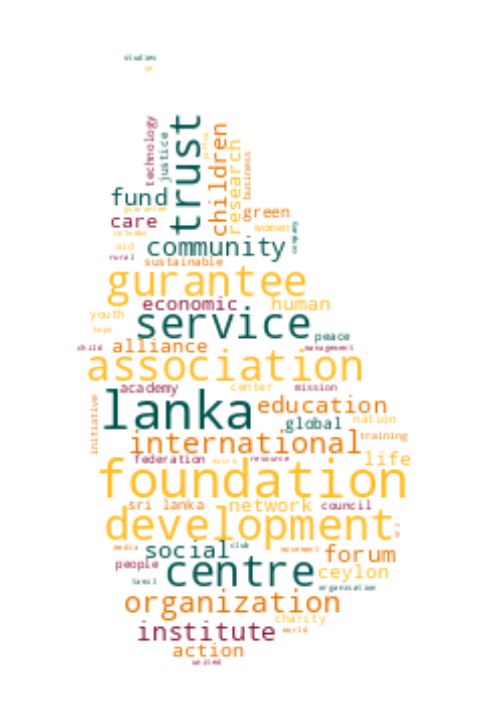 studies
technology
justice
trust
children
research
business
fund
care
green
women
company
aid
community
rural
sustainable
gurantee
economic
human
youth
service
hope
peace
child
alliance
management
association
academy
center
mission
lanka
education
initiative
global
nation
international
training
federation
resource
life
foundation
sri lanka
network
council
development
media
social
club
movement
forum
people
centre
ceylon
tamil
organisation
organization
charity
institute
world
action
united